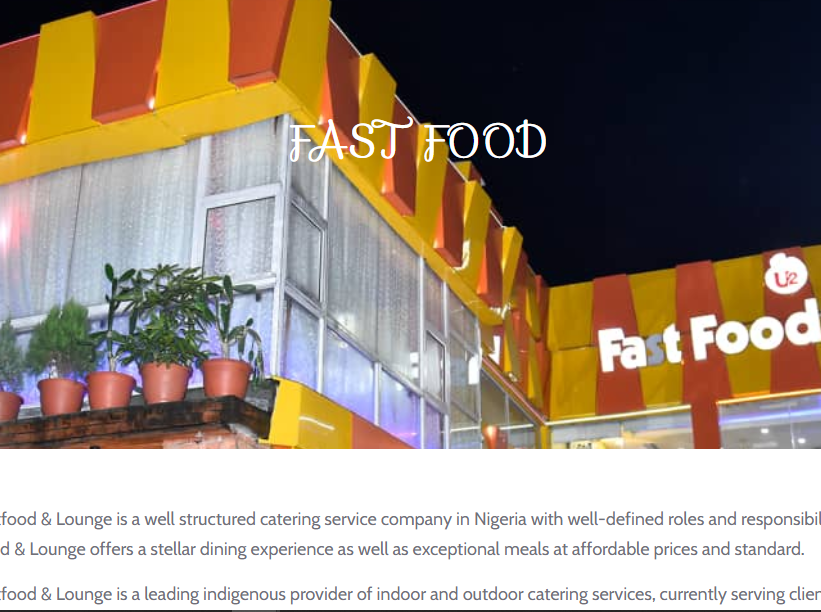 FAST FOOD
U2
Fast Food
tfood & Lounge is a well structured catering service company in Nigeria with well-defined roles and responsibil
d & Lounge offers a stellar dining experience as well as exceptional meals at affordable prices and standard.
tfood & Lounge is a leading indigenous provider of indoor and outdoor catering services, currently serving clien